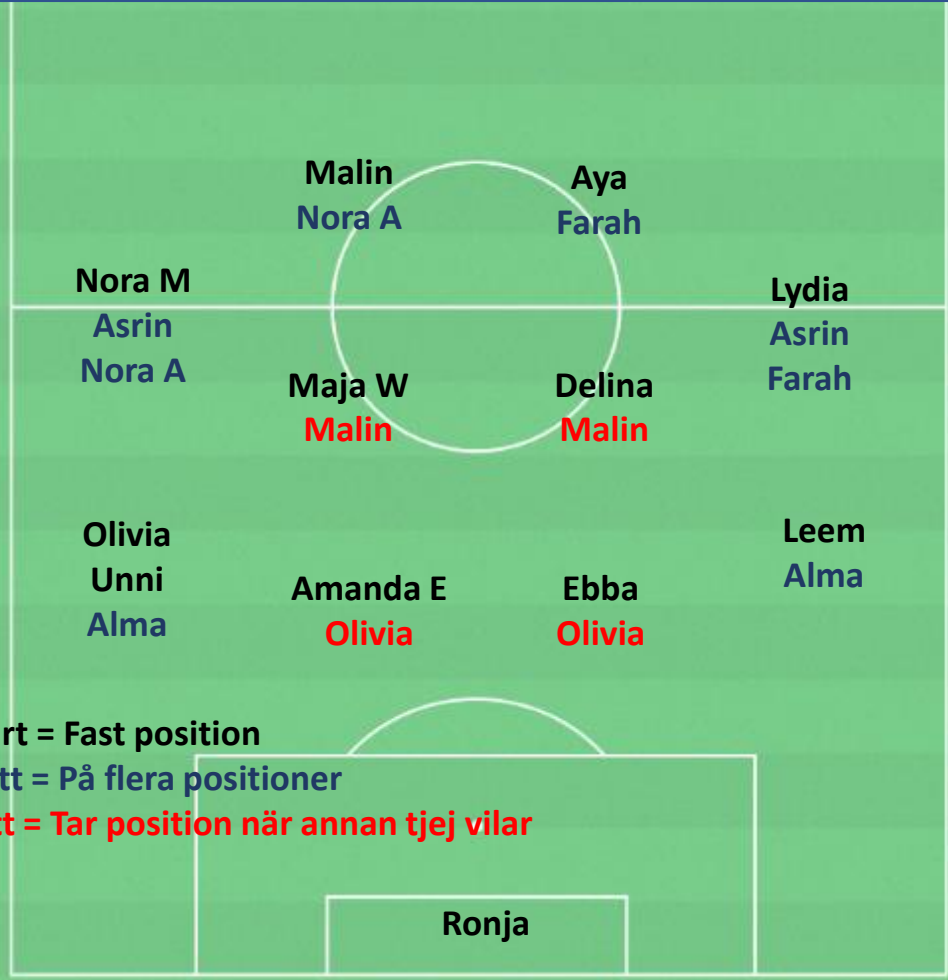 Malin
Nora A
Aya
Farah
Nora M
Asrin
Nora A
Lydia
Asrin
Farah
Maja W
Malin
Delina
Malin
Olivia
Unni
Alma
Amanda E
Olivia
Ebba
Olivia
Leem
Alma
rt = Fast position
tt = På flera positioner
tt = Tar position när annan tjej vilar
Ronja